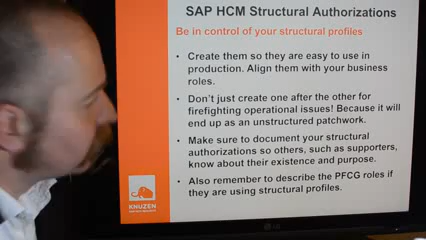 SAP HCM Structural Authorizations
Be in control of your structural profiles
• Create them so they are easy to use in
production. Align them with your business
roles.
• Don't just create one after the other for
firefighting operational issues! Because it will
end up as an unstructured patchwork.
• Make sure to document your structural
authorizations so others, such as supporters,
know about their existence and purpose.
• Also remember to describe the PFCG roles if
they are using structural profiles.
KNUZEN
LG